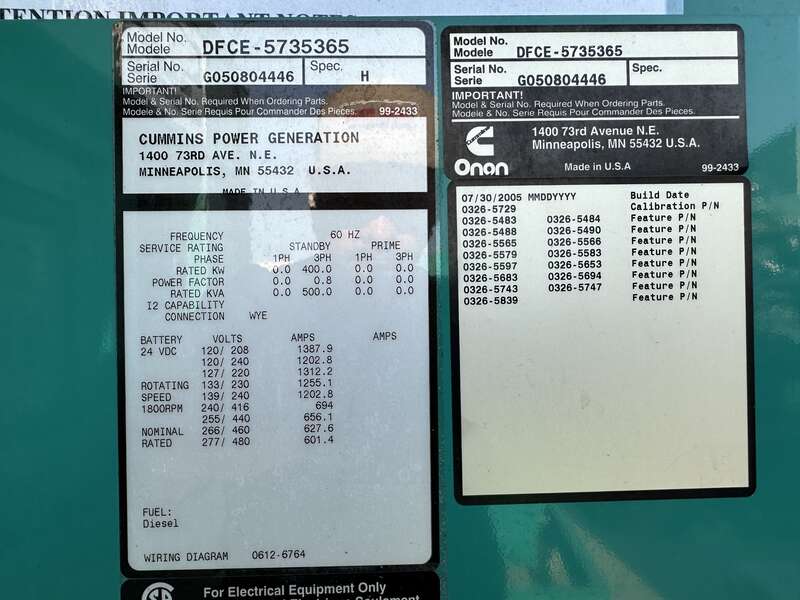 TENTION IMPORTANT NOTES
Model No.
Modele DFCE-5735365
Serial No. Spec.
Serie G050804446 H
IMPORTANT!
Model & Serial No. Required When Ordering Parts.
Modele & No. Serie Requis Pour Commander Des Pieces. 99-2433
CUMMINS POWER GENERATION
1400 73RD AVE. N.E.
MINNEAPOLIS, MN 55432 U.S.A.
MADE IN U.S.A
FREQUENCY 60 HZ
SERVICE RATING STANDBY PRIME
PHASE 1PH 3PH 1PH 3PH
RATED KW 0.0 400.0 0.0 0.0
POWER FACTOR 0.0 0.8 0.0 0.0
RATED KVA 0.0 500.0 0.0 0.0
I2 CAPABILITY
CONNECTION WYE
BATTERY VOLTS AMPS AMPS
24 VDC 120/ 208 1387.9
120/ 240 1202.8
127/ 220 1312.2
ROTATING 133/ 230 1255.1
SPEED 139/ 240 1202.8
1800RPM 240/ 416 694
255/ 440 656.1
NOMINAL 266/ 460 627.6
RATED 277/ 480 601.4
FUEL:
Diesel
WIRING DIAGRAM 0612-6764
For Electrical Equipment Only
Model No.
Modele DFCE-5735365
Serial No. Spec.
Serie G050804446
IMPORTANT!
Model & Serial No. Required When Ordering Parts.
Modele & No. Serie Requis Pour Commander Des Pieces.
Onan
1400 73rd Avenue N.E.
Minneapolis, MN 55432 U.S.A.
Made in U.S.A 99-2433
07/30/2005 MMDDYYYY Build Date
0326-5729 Calibration P/N
0326-5483 0326-5484 Feature P/N
0326-5488 0326-5490 Feature P/N
0326-5565 0326-5566 Feature P/N
0326-5579 0326-5583 Feature P/N
0326-5597 0326-5653 Feature P/N
0326-5683 0326-5694 Feature P/N
0326-5743 0326-5747 Feature P/N
0326-5839 Feature P/N